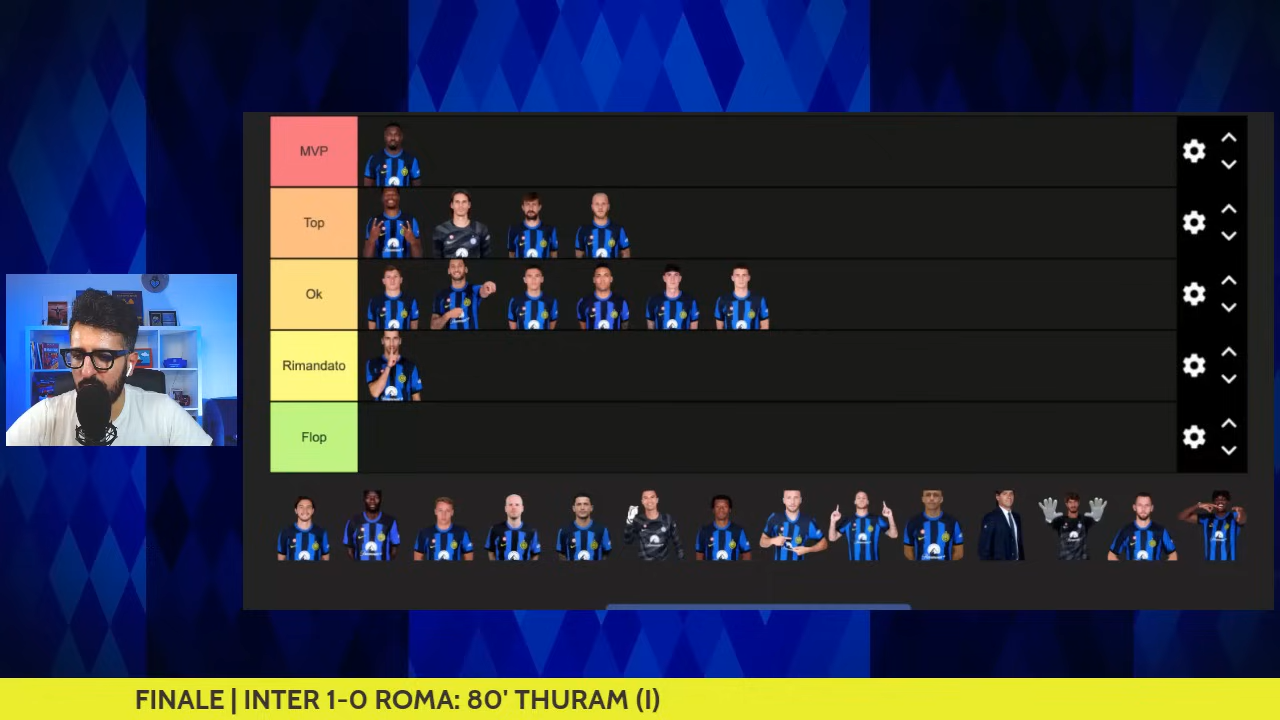 MVP
Top
Ok
Rimandato
Flop
FINALE | INTER 1-0 ROMA: 80' THURAM (I)